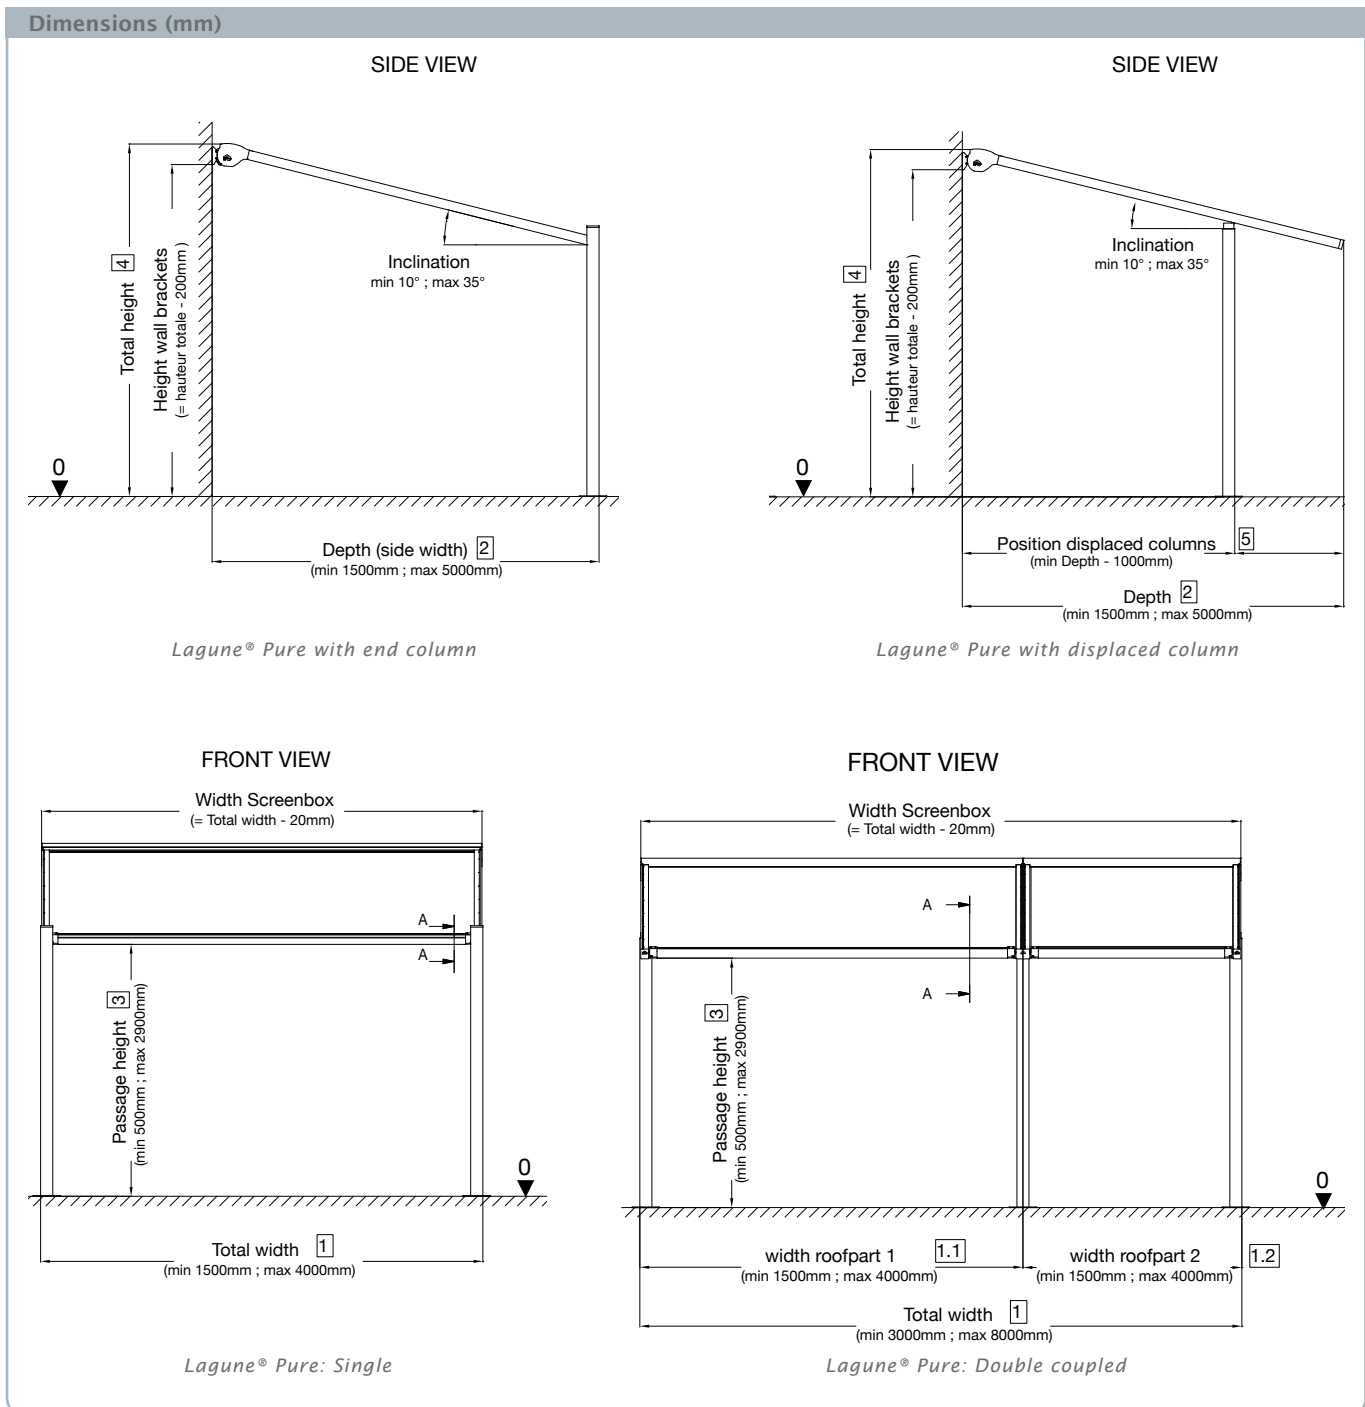 Dimensions (mm)
SIDE VIEW
Total height 4
Height wall brackets
(= hauteur totale - 200mm )
Inclination
min 10° ; max 35°
0
Depth (side width) 2
(min 1500mm ; max 5000mm)
Lagune® Pure with end column
SIDE VIEW
Total height 4
Height wall brackets
(= hauteur totale - 200mm )
Inclination
min 10° ; max 35°
0
Position displaced columns 5
(min Depth - 1000mm)
Depth 2
(min 1500mm ; max 5000mm)
Lagune® Pure with displaced column
FRONT VIEW
Width Screenbox
(= Total width - 20mm)
A
A
Passage height 3
(min 500mm ; max 2900mm)
0
Total width 1
(min 1500mm ; max 4000mm)
Lagune® Pure: Single
FRONT VIEW
Width Screenbox
(= Total width - 20mm)
A
A
Passage height 3
(min 500mm ; max 2900mm)
0
width roofpart 1 1.1
(min 1500mm ; max 4000mm)
width roofpart 2 1.2
(min 1500mm ; max 4000mm)
Total width 1
(min 3000mm ; max 8000mm)
Lagune® Pure: Double coupled